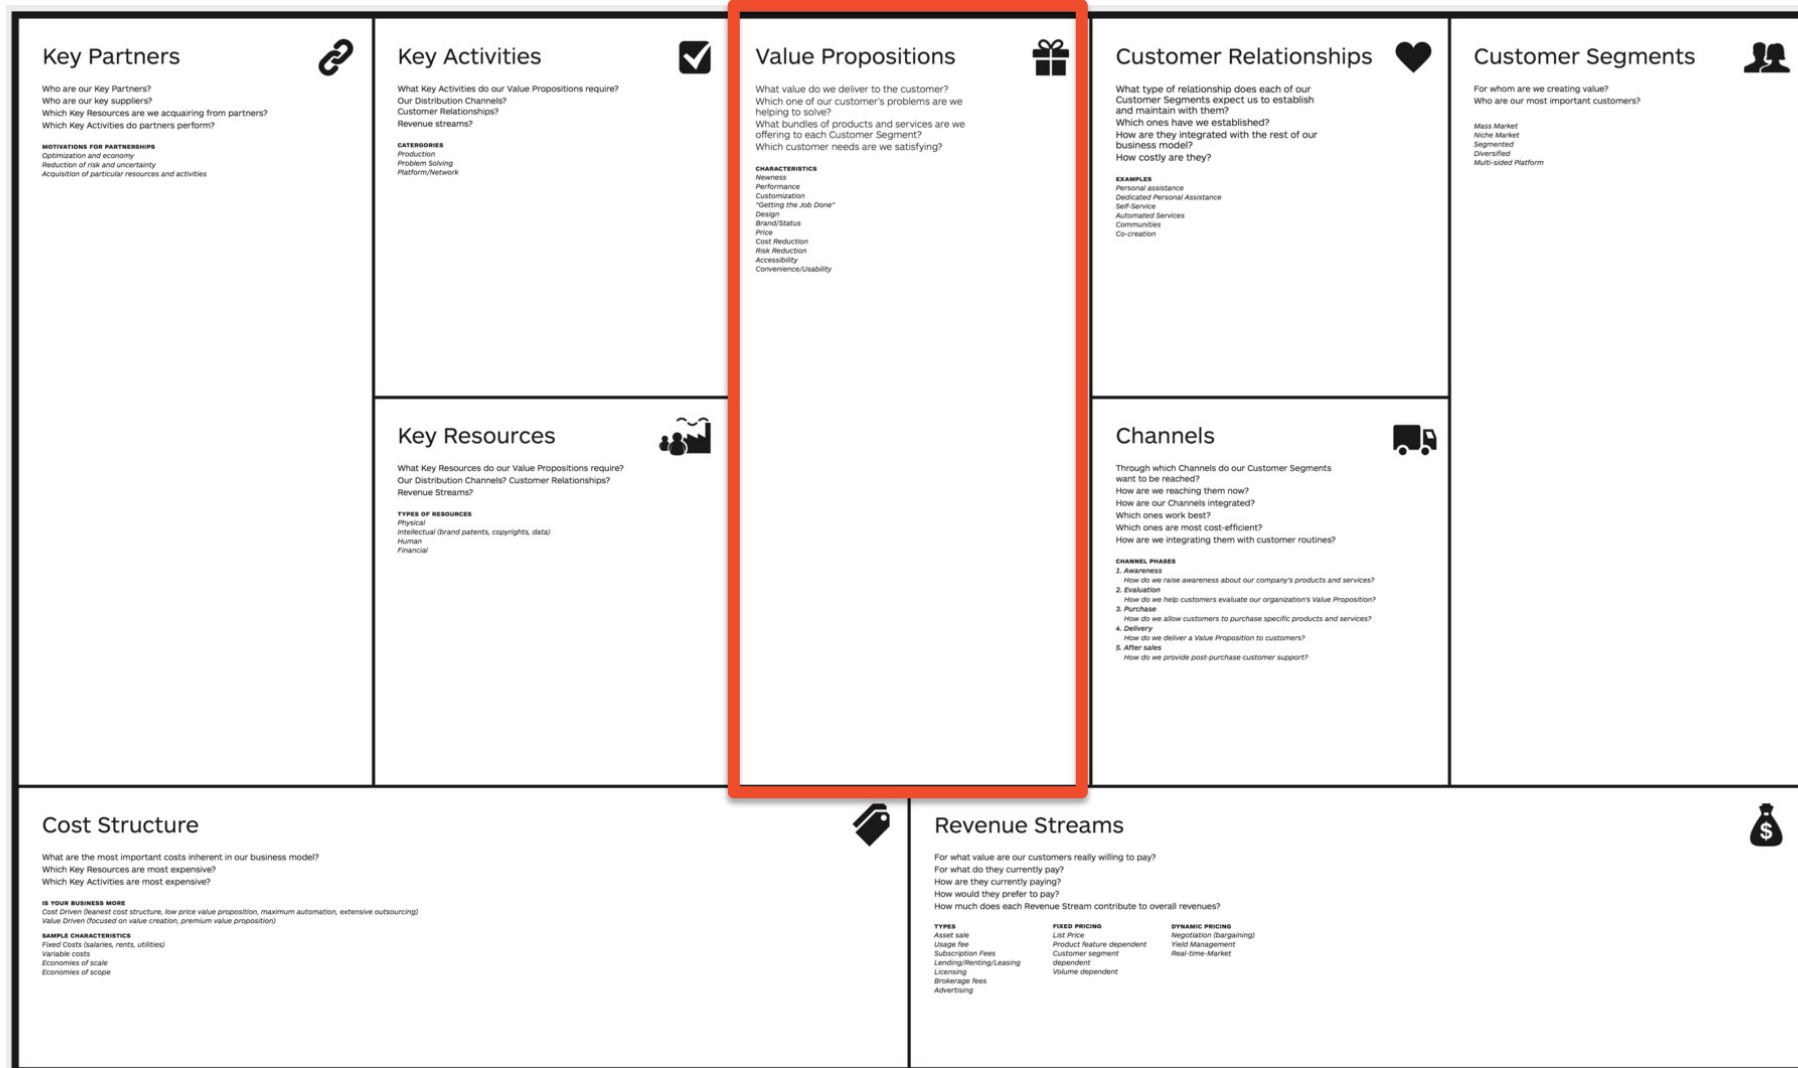 Key Partners
Who are our Key Partners?
Who are our key suppliers?
Which Key Resources are we acquiring from partners?
Which Key Activities do partners perform?
MOTIVATIONS FOR PARTNERSHIPS
Optimization and economy
Reduction of risk and uncertainty
Acquisition of particular resources and activities
Key Activities
What Key Activities do our Value Propositions require?
Our Distribution Channels?
Customer Relationships?
Revenue streams?
CATERGORIES
Production
Problem Solving
Platform/Network
Key Resources
What Key Resources do our Value Propositions require?
Our Distribution Channels? Customer Relationships?
Revenue Streams?
TYPES OF RESOURCES
Physical
Intellectual (brand patents, copyrights, data)
Human
Financial
Value Propositions
What value do we deliver to the customer?
Which one of our customer's problems are we
helping to solve?
What bundles of products and services are we
offering to each Customer Segment?
Which customer needs are we satisfying?
CHARACTERISTICS
Newness
Performance
Customization
"Getting the Job Done"
Design
Brand/Status
Price
Cost Reduction
Risk Reduction
Accessibility
Convenience/Usability
Customer Relationships
What type of relationship does each of our
Customer Segments expect us to establish
and maintain with them?
Which ones have we established?
How are they integrated with the rest of our
business model?
How costly are they?
EXAMPLES
Personal assistance
Dedicated Personal Assistance
Self-Service
Automated Services
Communities
Co-creation
Channels
Through which Channels do our Customer Segments
want to be reached?
How are we reaching them now?
How are our Channels integrated?
Which ones work best?
Which ones are most cost-efficient?
How are we integrating them with customer routines?
CHANNEL PHASES
1. Awareness
How do we raise awareness about our company's products and services?
2. Evaluation
How do we help customers evaluate our organization's Value Proposition?
3. Purchase
How do we allow customers to purchase specific products and services?
4. Delivery
How do we deliver a Value Proposition to customers?
5. After sales
How do we provide post-purchase customer support?
Customer Segments
For whom are we creating value?
Who are our most important customers?
Mass Market
Niche Market
Segmented
Diversified
Multi-sided Platform
Cost Structure
What are the most important costs inherent in our business model?
Which Key Resources are most expensive?
Which Key Activities are most expensive?
IS YOUR BUSINESS MORE
Cost Driven (leanest cost structure, low price value proposition, maximum automation, extensive outsourcing)
Value Driven (focused on value creation, premium value proposition)
SAMPLE CHARACTERISTICS
Fixed Costs (salaries, rents, utilities)
Variable costs
Economies of scale
Economies of scope
Revenue Streams
For what value are our customers really willing to pay?
For what do they currently pay?
How are they currently paying?
How would they prefer to pay?
How much does each Revenue Stream contribute to overall revenues?
TYPES
Asset sale
Usage fee
Subscription Fees
Lending/Renting/Leasing
Licensing
Brokerage fees
Advertising
FIXED PRICING
List Price
Product feature dependent
Customer segment
dependent
Volume dependent
DYNAMIC PRICING
Negotiation (bargaining)
Yield Management
Real-time-Market
$